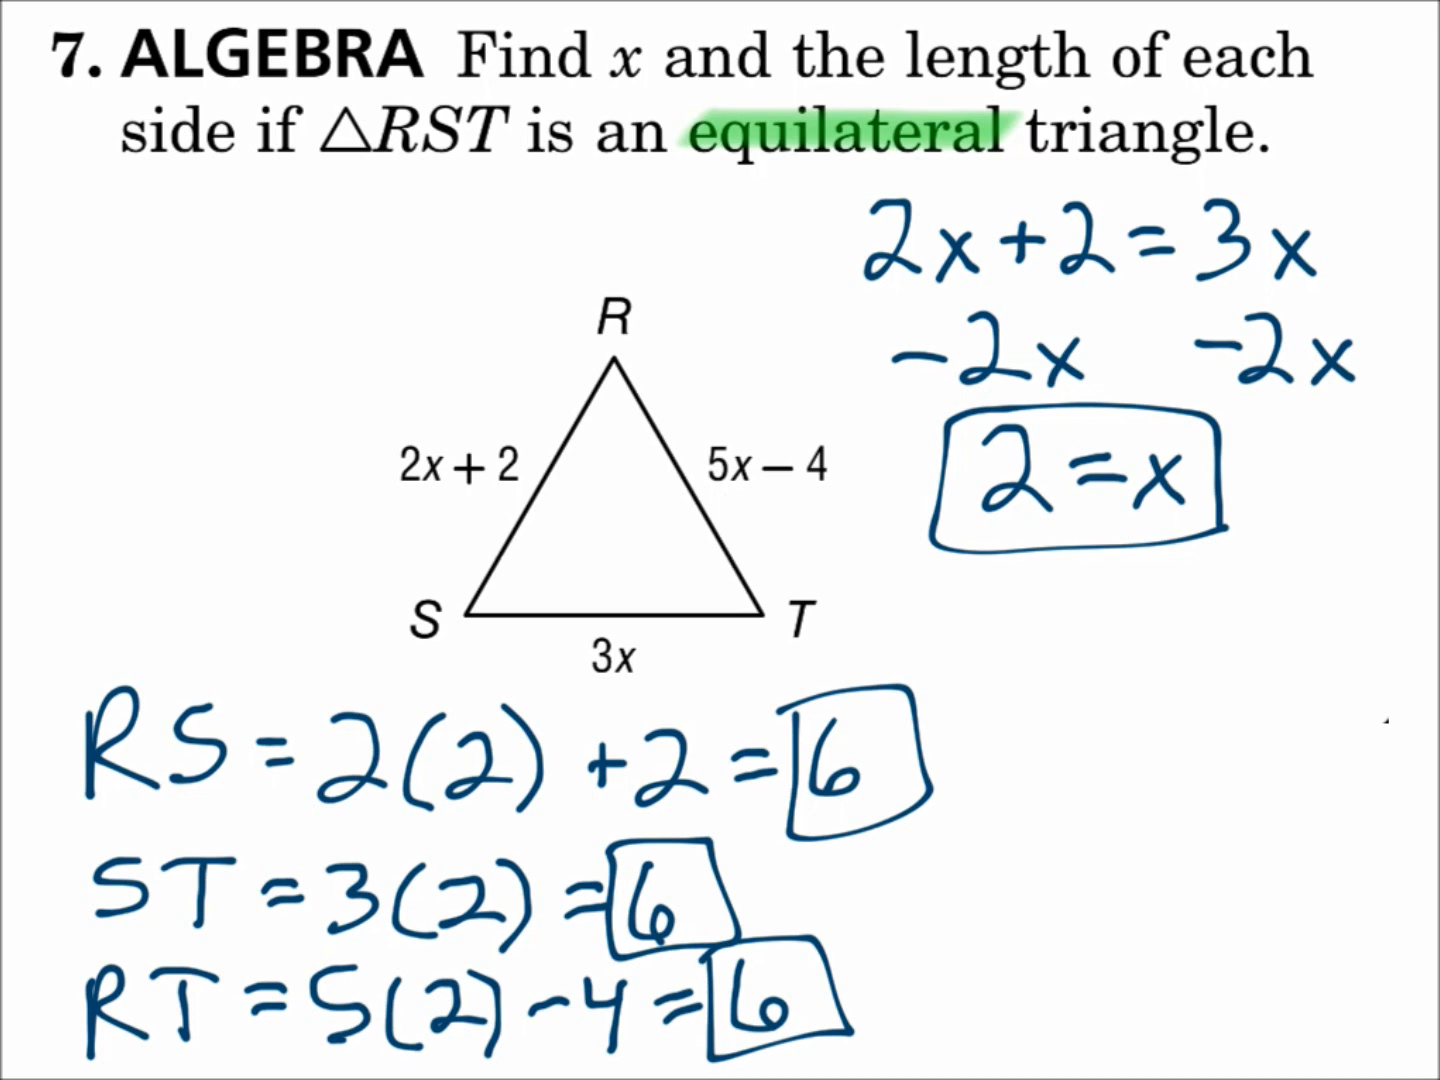 7. ALGEBRA Find x and the length of each
side if △RST is an equilateral triangle.
2x+2=3x
-2x -2x
2=x
R
2x + 2
5x – 4
S
T
3x
RS=2(2)+2=6
ST=3(2)=6
RT=5(2)-4=6